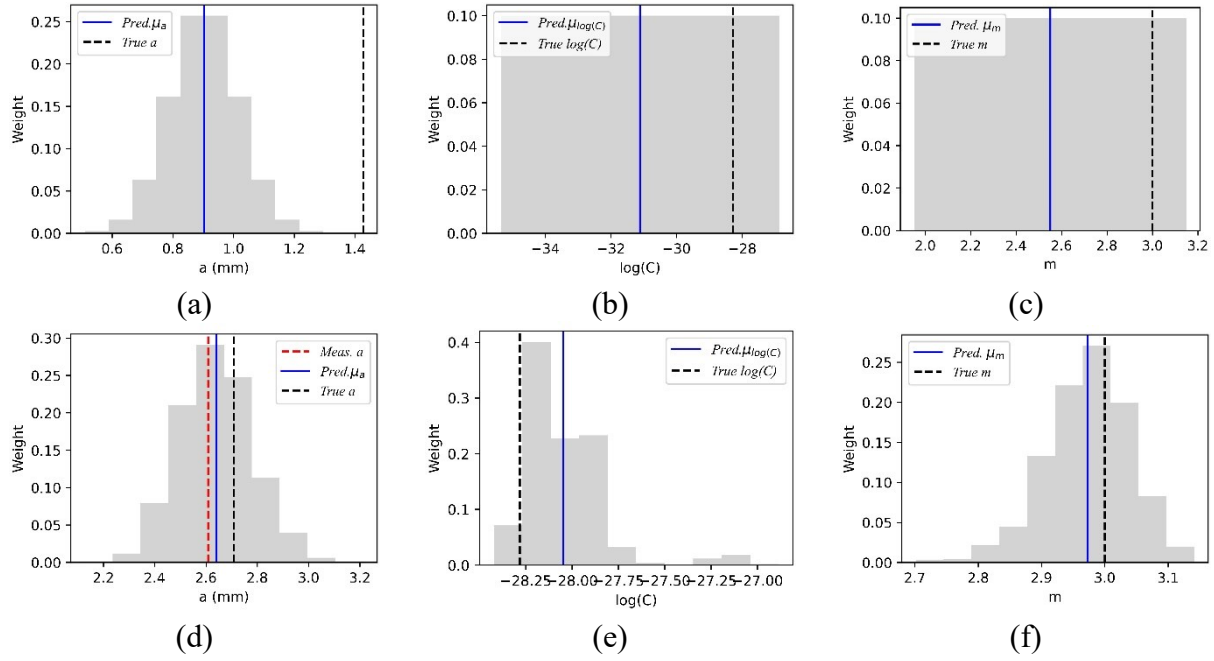 Pred.μa
True a
Weight
0.25
0.20
0.15
0.10
0.05
0.00
0.6 0.8 1.0 1.2 1.4
a (mm)
(a)
Pred.μlog(C)
True log(C)
Weight
0.10
0.08
0.06
0.04
0.02
0.00
−34 −32 −30 −28
log(C)
(b)
Pred. μm
True m
Weight
0.10
0.08
0.06
0.04
0.02
0.00
2.0 2.2 2.4 2.6 2.8 3.0 3.2
m
(c)
Meas. a
Pred.μa
True a
Weight
0.30
0.25
0.20
0.15
0.10
0.05
0.00
2.2 2.4 2.6 2.8 3.0 3.2
a (mm)
(d)
Pred.μlog(C)
True log(C)
Weight
0.4
0.3
0.2
0.1
0.0
−28.25−28.00−27.75−27.50−27.25−27.00
log(C)
(e)
Pred. μm
True m
Weight
0.25
0.20
0.15
0.10
0.05
0.00
2.7 2.8 2.9 3.0 3.1
m
(f)